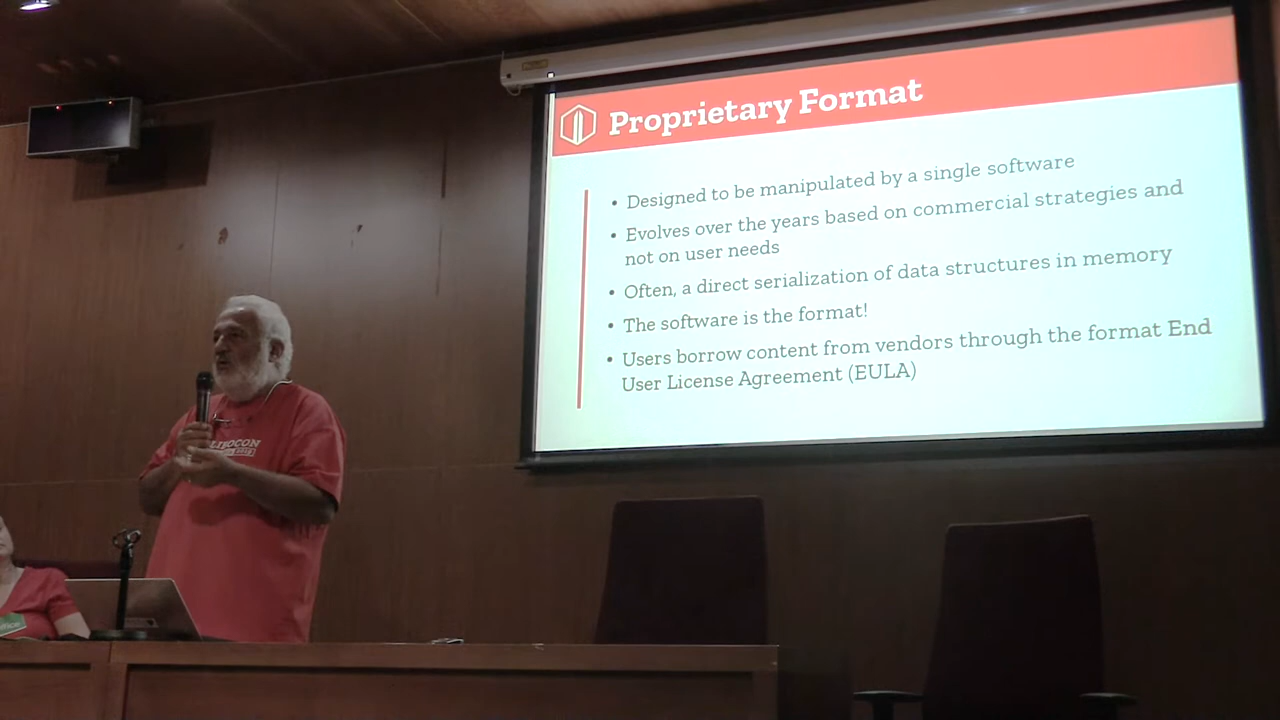 Proprietary Format
• Designed to be manipulated by a single software
• Evolves over the years based on commercial strategies and
not on user needs
• Often, a direct serialization of data structures in memory
• The software is the format!
• Users borrow content from vendors through the format End
User License Agreement (EULA)
LIBOCON